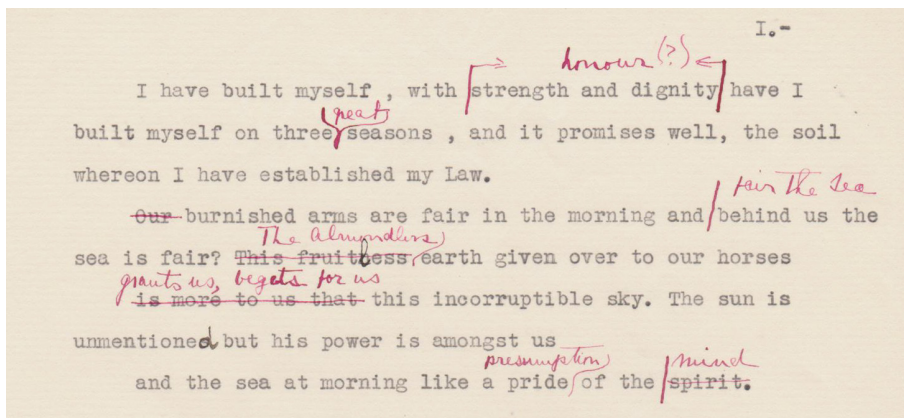 I.-
honour (?)
I have built myself , with strength and dignity have I
great
built myself on three seasons , and it promises well, the soil
whereon I have established my Law.
fair the sea
Our burnished arms are fair in the morning and behind us the
The Almondless
sea is fair? This fruitless earth given over to our horses
grants us, begets for us
is more to us that this incorruptible sky. The sun is
unmentioned but his power is amongst us
presumption mind
and the sea at morning like a pride of the spirit.